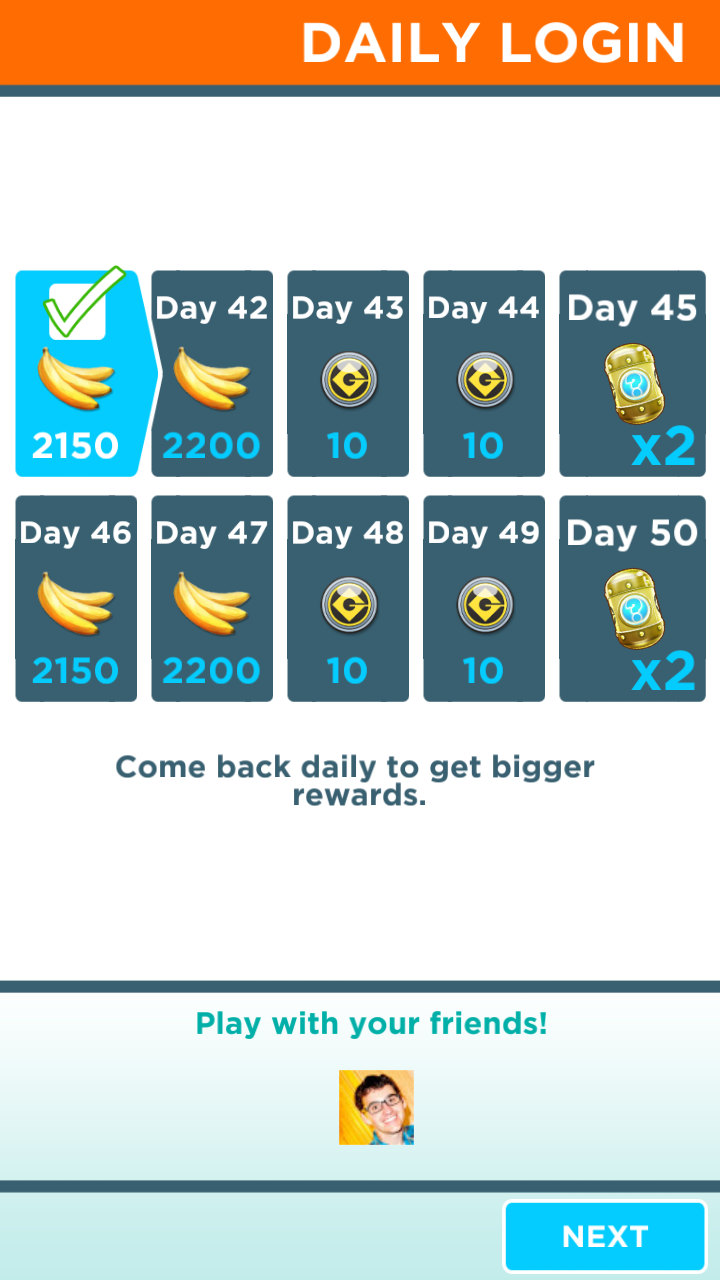 DAILY LOGIN
Day 42
Day 43
Day 44
Day 45
2150
2200
10
10
x2
Day 46
Day 47
Day 48
Day 49
Day 50
2150
2200
10
10
x2
Come back daily to get bigger
rewards.
Play with your friends!
NEXT